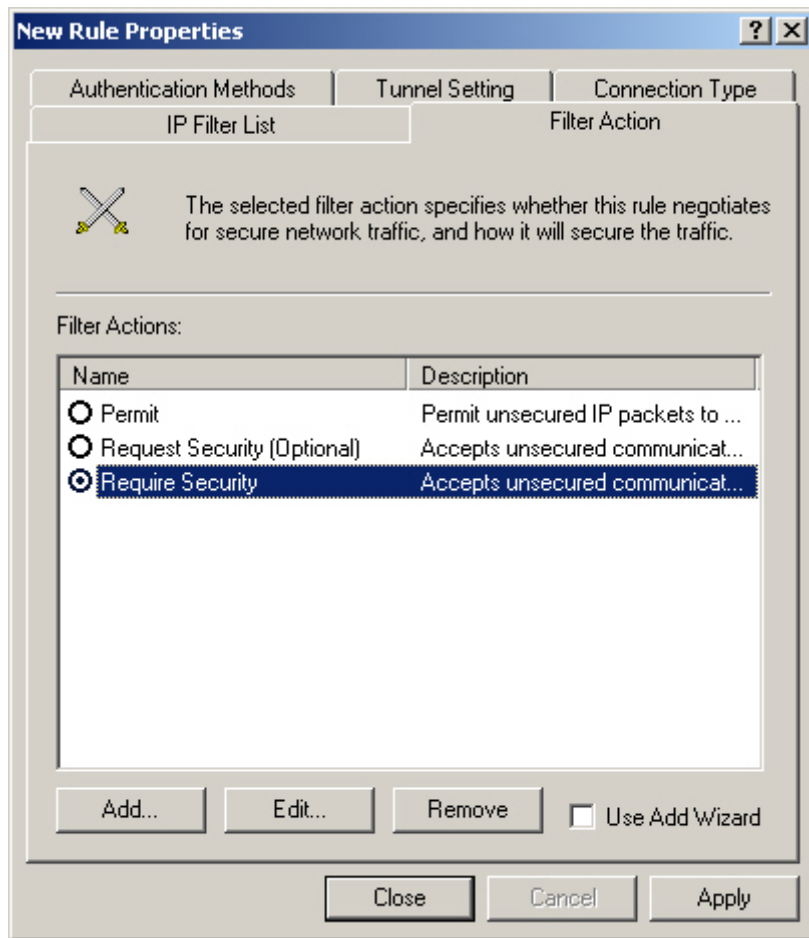 New Rule Properties
Authentication Methods Tunnel Setting Connection Type
IP Filter List Filter Action
The selected filter action specifies whether this rule negotiates
for secure network traffic, and how it will secure the traffic.
Filter Actions:
Name Description
Permit Permit unsecured IP packets to ...
Request Security (Optional) Accepts unsecured communicat...
Require Security Accepts unsecured communicat...
Add... Edit... Remove Use Add Wizard
Close Cancel Apply